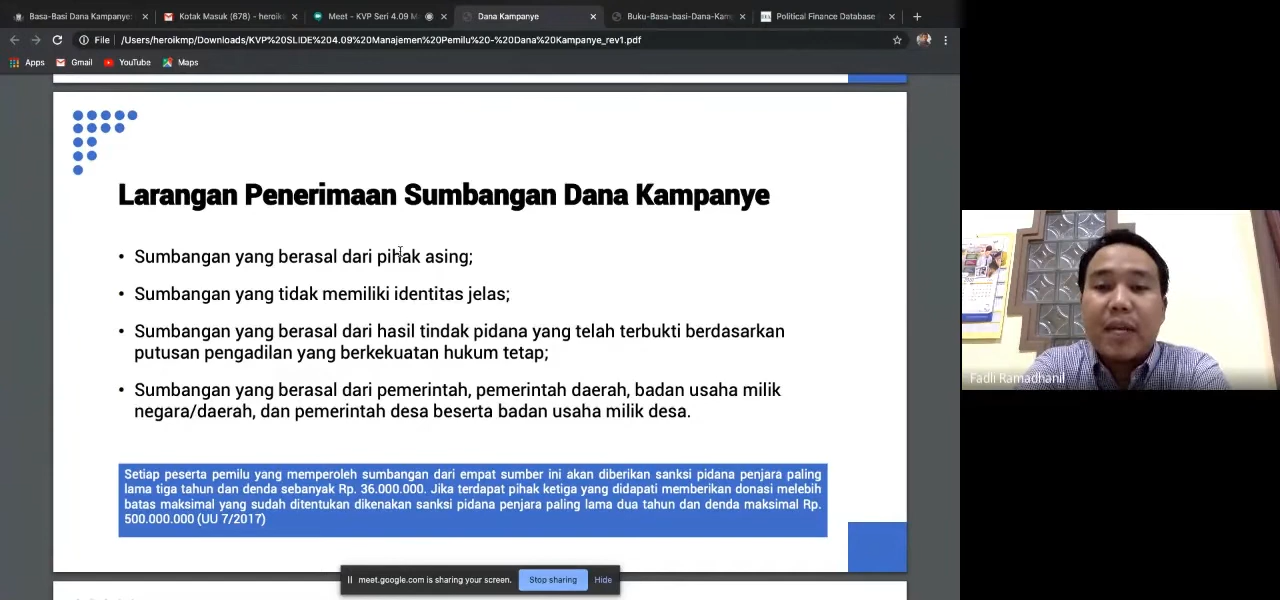 Basa-Basi Dana Kampanye:
Kotak Masuk (678) - heroik
Meet - KVP Seri 4.09 M
Dana Kampanye
Buku-Basa-basi-Dana-Kam
Political Finance Database
File
/Users/heroikmp/Downloads/KVP%20SLIDE%204.09%20Manajemen%20Pemilu%20-%20Dana%20Kampanye_rev1.pdf
Apps
Gmail
YouTube
Maps
Larangan Penerimaan Sumbangan Dana Kampanye
• Sumbangan yang berasal dari pihak asing;
• Sumbangan yang tidak memiliki identitas jelas;
• Sumbangan yang berasal dari hasil tindak pidana yang telah terbukti berdasarkan
putusan pengadilan yang berkekuatan hukum tetap;
• Sumbangan yang berasal dari pemerintah, pemerintah daerah, badan usaha milik
negara/daerah, dan pemerintah desa beserta badan usaha milik desa.
Setiap peserta pemilu yang memperoleh sumbangan dari empat sumber ini akan diberikan sanksi pidana penjara paling
lama tiga tahun dan denda sebanyak Rp. 36.000.000. Jika terdapat pihak ketiga yang didapati memberikan donasi melebih
batas maksimal yang sudah ditentukan dikenakan sanksi pidana penjara paling lama dua tahun dan denda maksimal Rp.
500.000.000 (UU 7/2017)
meet.google.com is sharing your screen.
Stop sharing
Hide
Fadli Ramadhanil